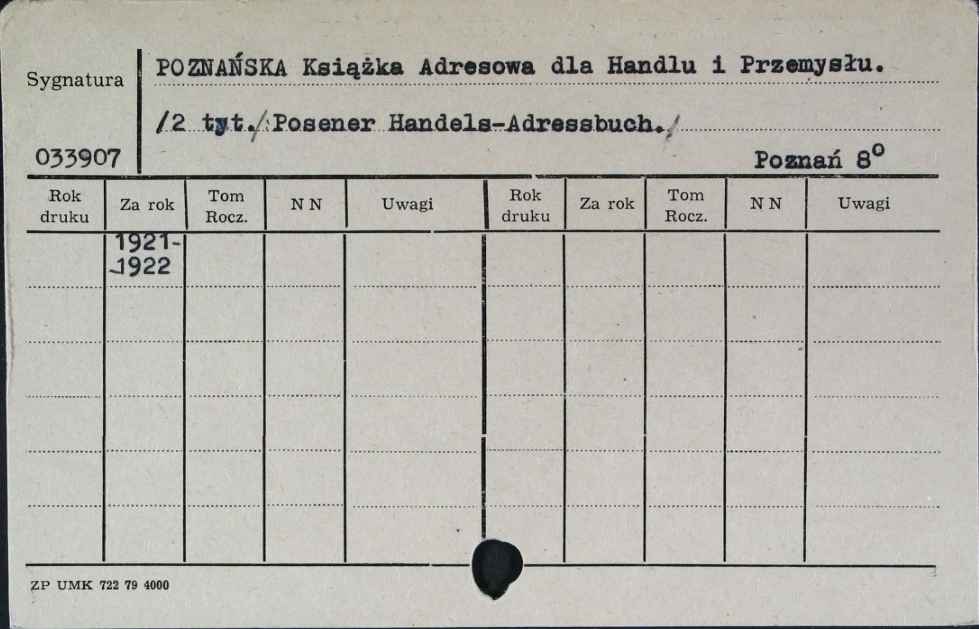 POZNAŃSKA Książka Adresowa dla Handlu i Przemysłu.
Sygnatura
/2 tyt./:Posener Handels-Adressbuch./
033907
Poznań 8°
Rok druku Za rok Tom Rocz. N N Uwagi Rok druku Za rok Tom Rocz. N N Uwagi
1921-
-1922
ZP UMK 722 79 4000